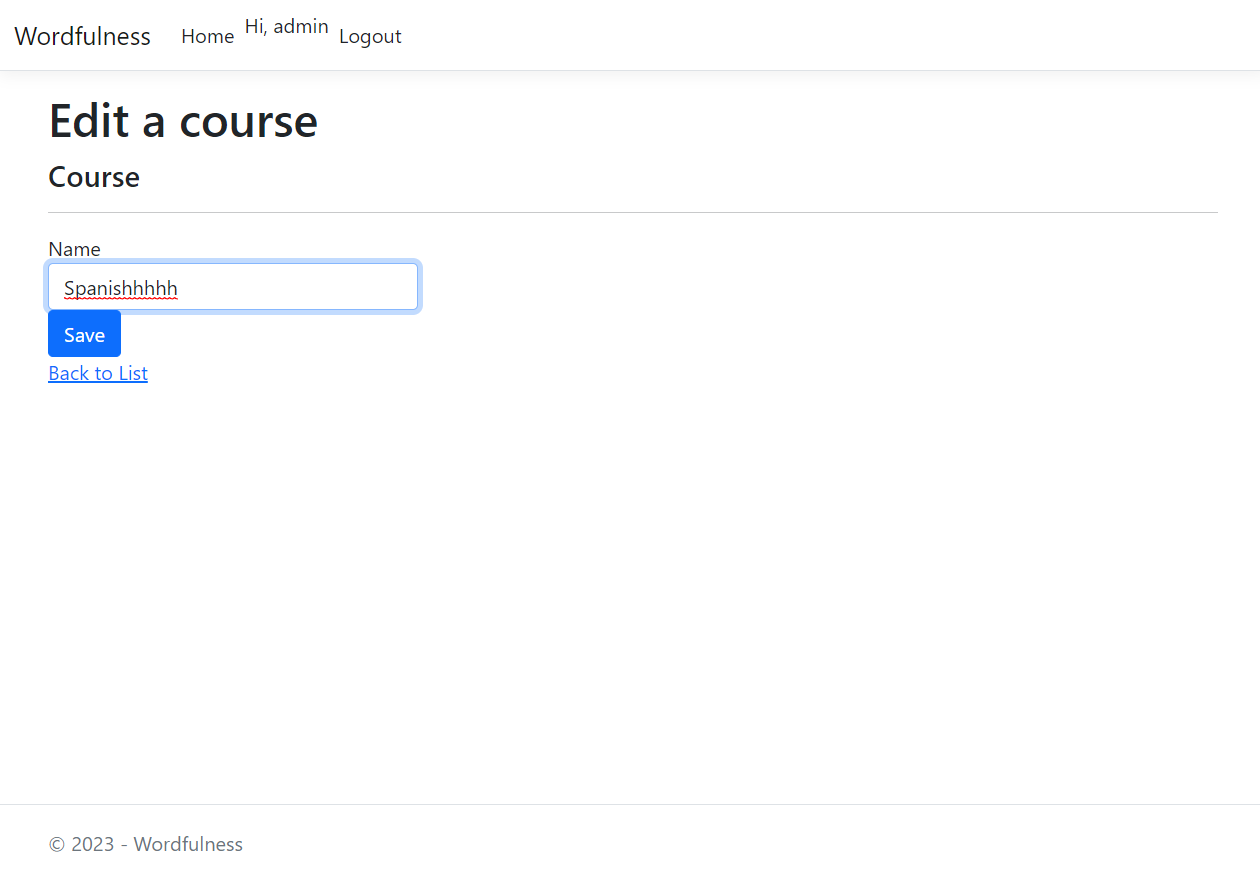 Wordfulness Home Hi, admin Logout
Edit a course
Course
Name
Spanishhhhh
Save
Back to List
© 2023 - Wordfulness